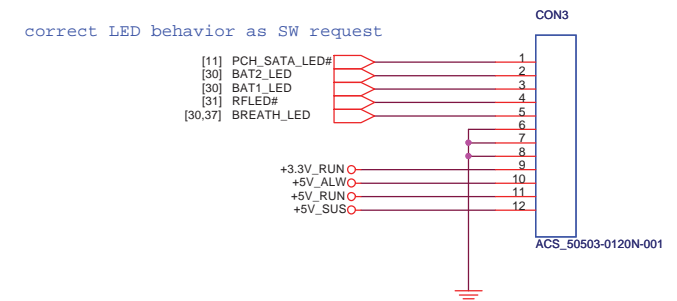 CON3
correct LED behavior as SW request
[11] PCH_SATA_LED# 1
[30] BAT2_LED 2
[30] BAT1_LED 3
[31] RFLED# 4
[30,37] BREATH_LED 5
6
7
8
+3.3V_RUN 9
+5V_ALW 10
+5V_RUN 11
+5V_SUS 12
ACS_50503-0120N-001